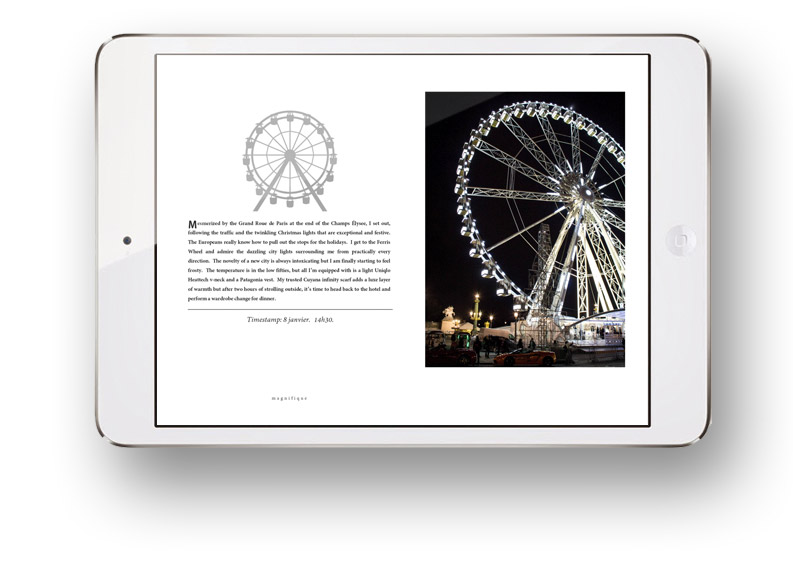 Mesmerized by the Grand Roue de Paris at the end of the Champs Élysee, I set out,
following the traffic and the twinkling Christmas lights that are exceptional and festive.
The Europeans really know how to pull out the stops for the holidays. I get to the Ferris
Wheel and admire the dazzling city lights surrounding me from practically every
direction. The novelty of a new city is always intoxicating but I am finally starting to feel
frosty. The temperature is in the low fifties, but all I'm equipped with is a light Uniqlo
Heattech v-neck and a Patagonia vest. My trusted Cuyana infinity scarf adds a luxe layer
of warmth but after two hours of strolling outside, it's time to head back to the hotel and
perform a wardrobe change for dinner.
Timestamp: 8 janvier. 14h30.
magnifique